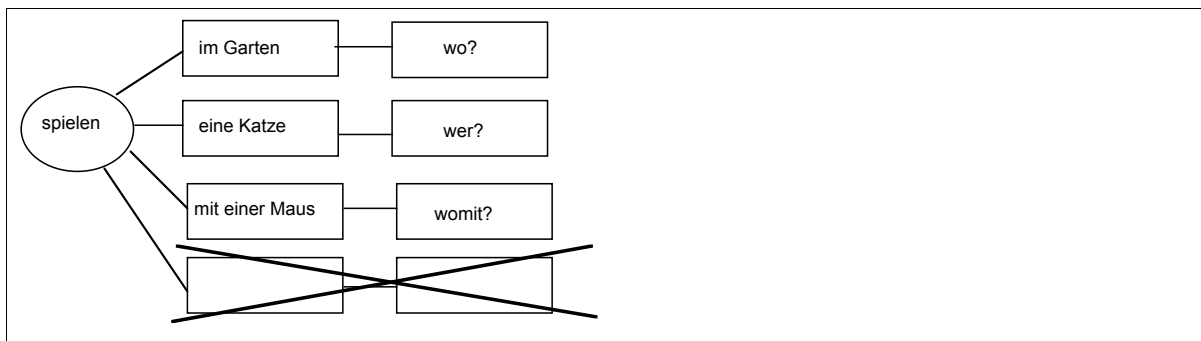 im Garten wo?
spielen
eine Katze wer?
mit einer Maus womit?